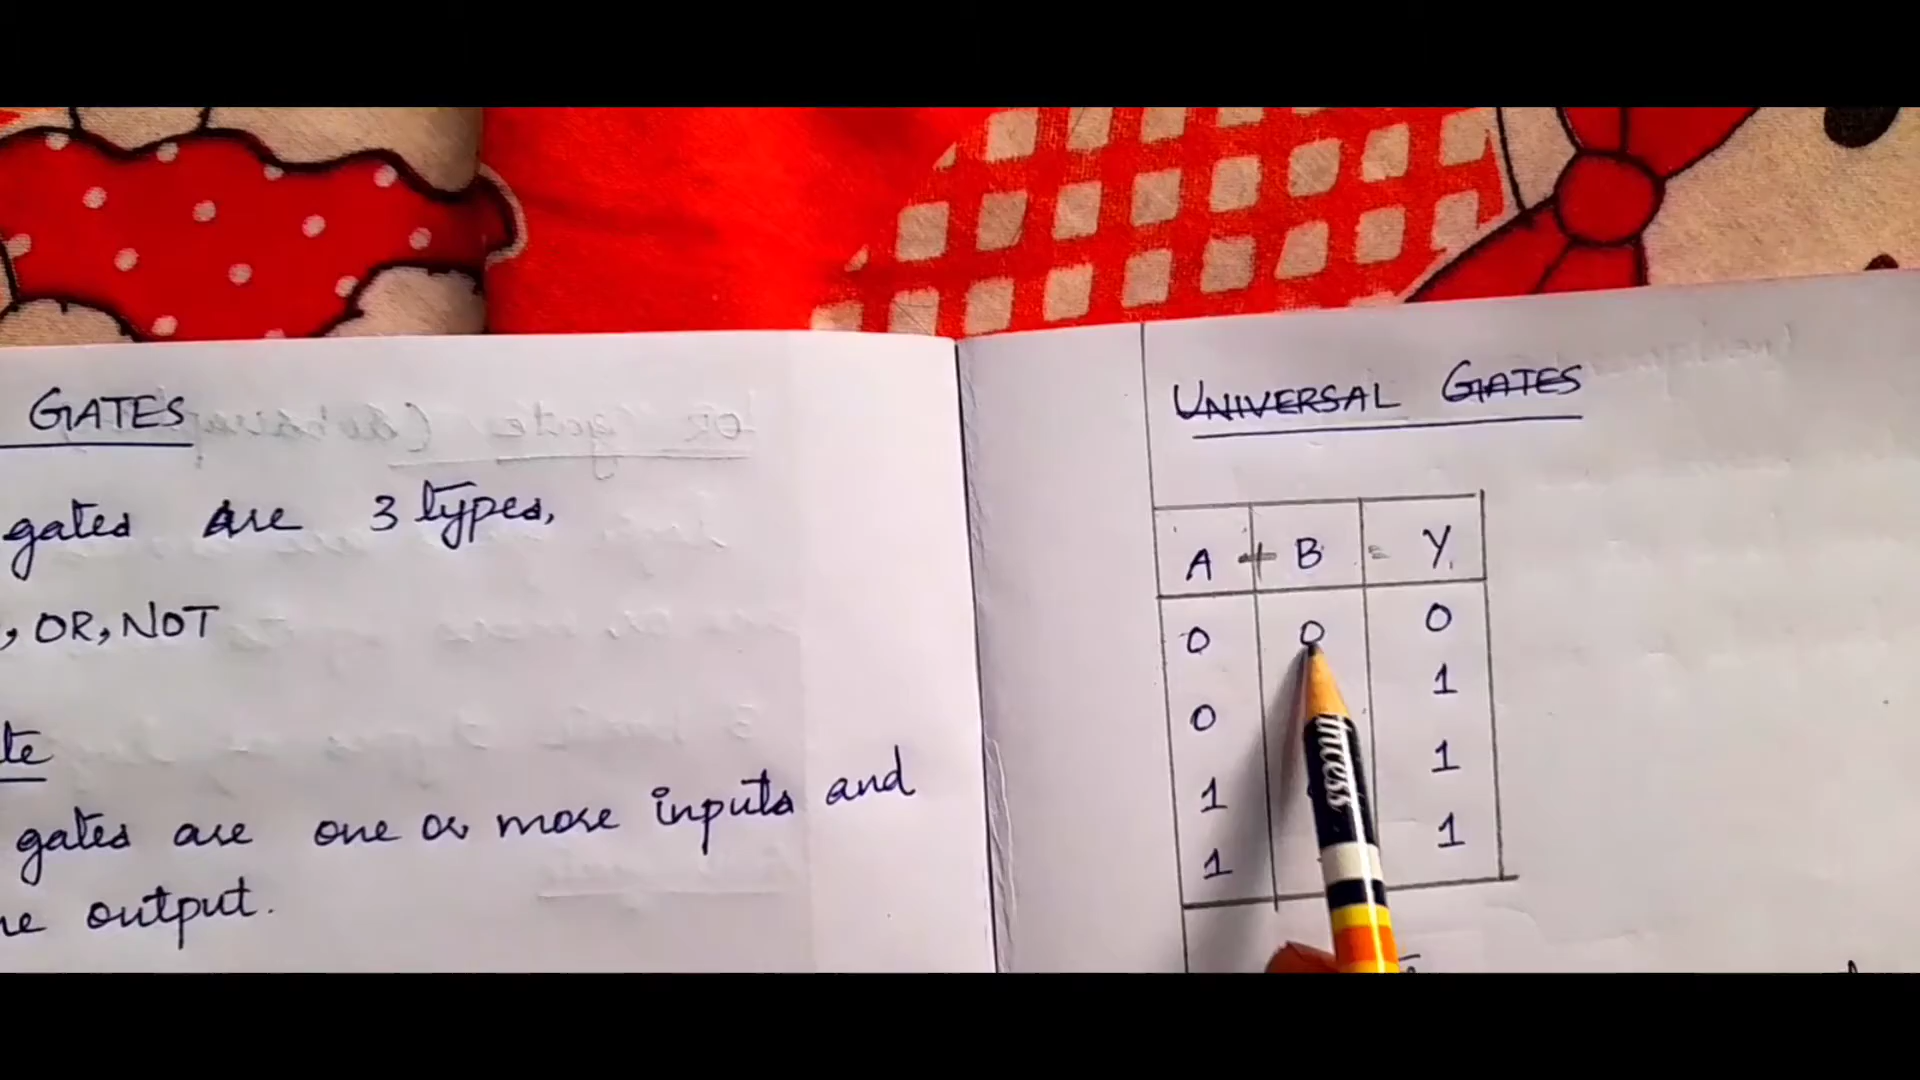 GATES
gates are 3 types,
, OR, NOT
gates are one or more inputs and
output.
UNIVERSAL GATES
A + B = Y
0 0 0
0 1
1 1
1 1